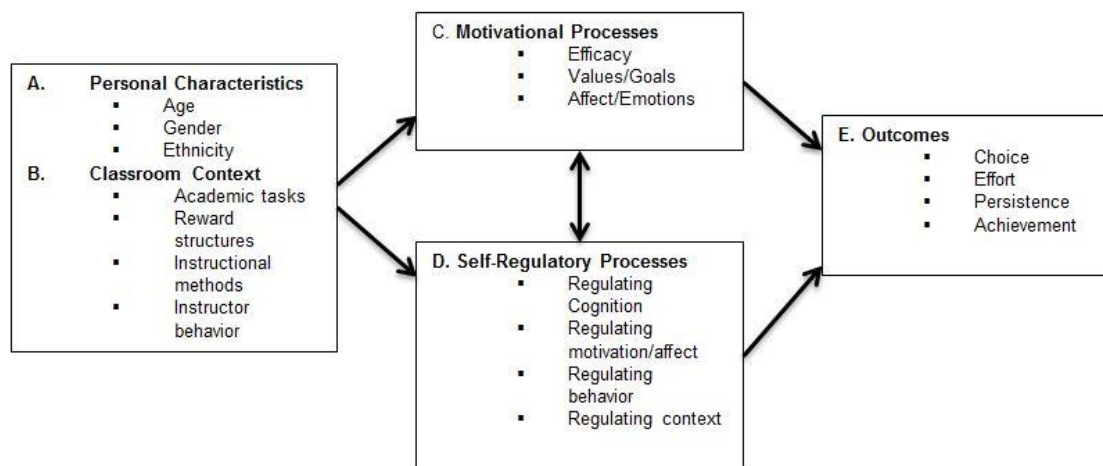 A. Personal Characteristics
▪ Age
▪ Gender
▪ Ethnicity
B. Classroom Context
▪ Academic tasks
▪ Reward
structures
▪ Instructional
methods
▪ Instructor
behavior
C. Motivational Processes
▪ Efficacy
▪ Values/Goals
▪ Affect/Emotions
D. Self-Regulatory Processes
▪ Regulating
Cognition
▪ Regulating
motivation/affect
▪ Regulating
behavior
▪ Regulating context
E. Outcomes
▪ Choice
▪ Effort
▪ Persistence
▪ Achievement